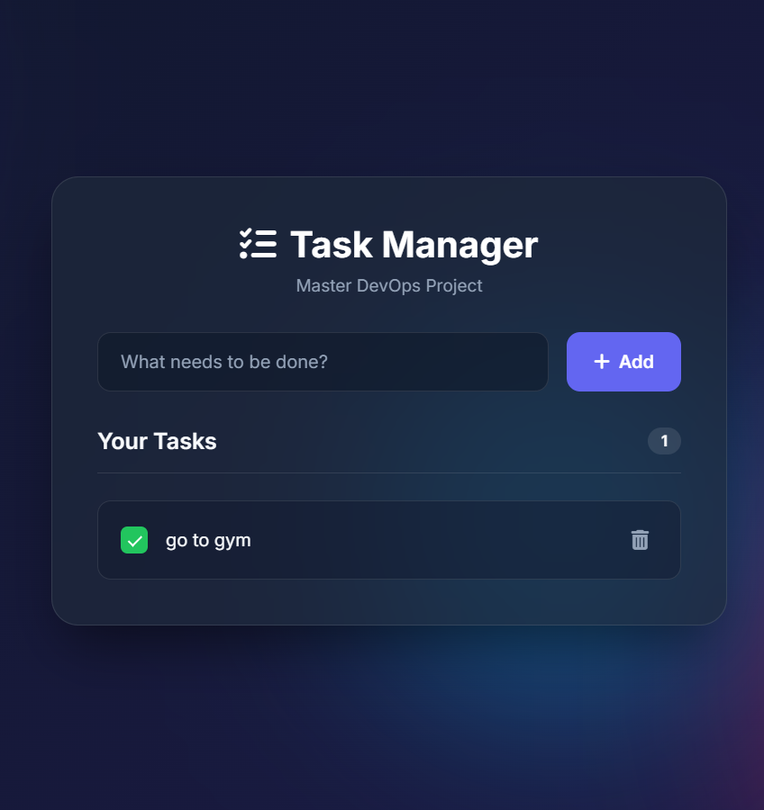 Task Manager
Master DevOps Project
What needs to be done?
+ Add
Your Tasks
1
go to gym